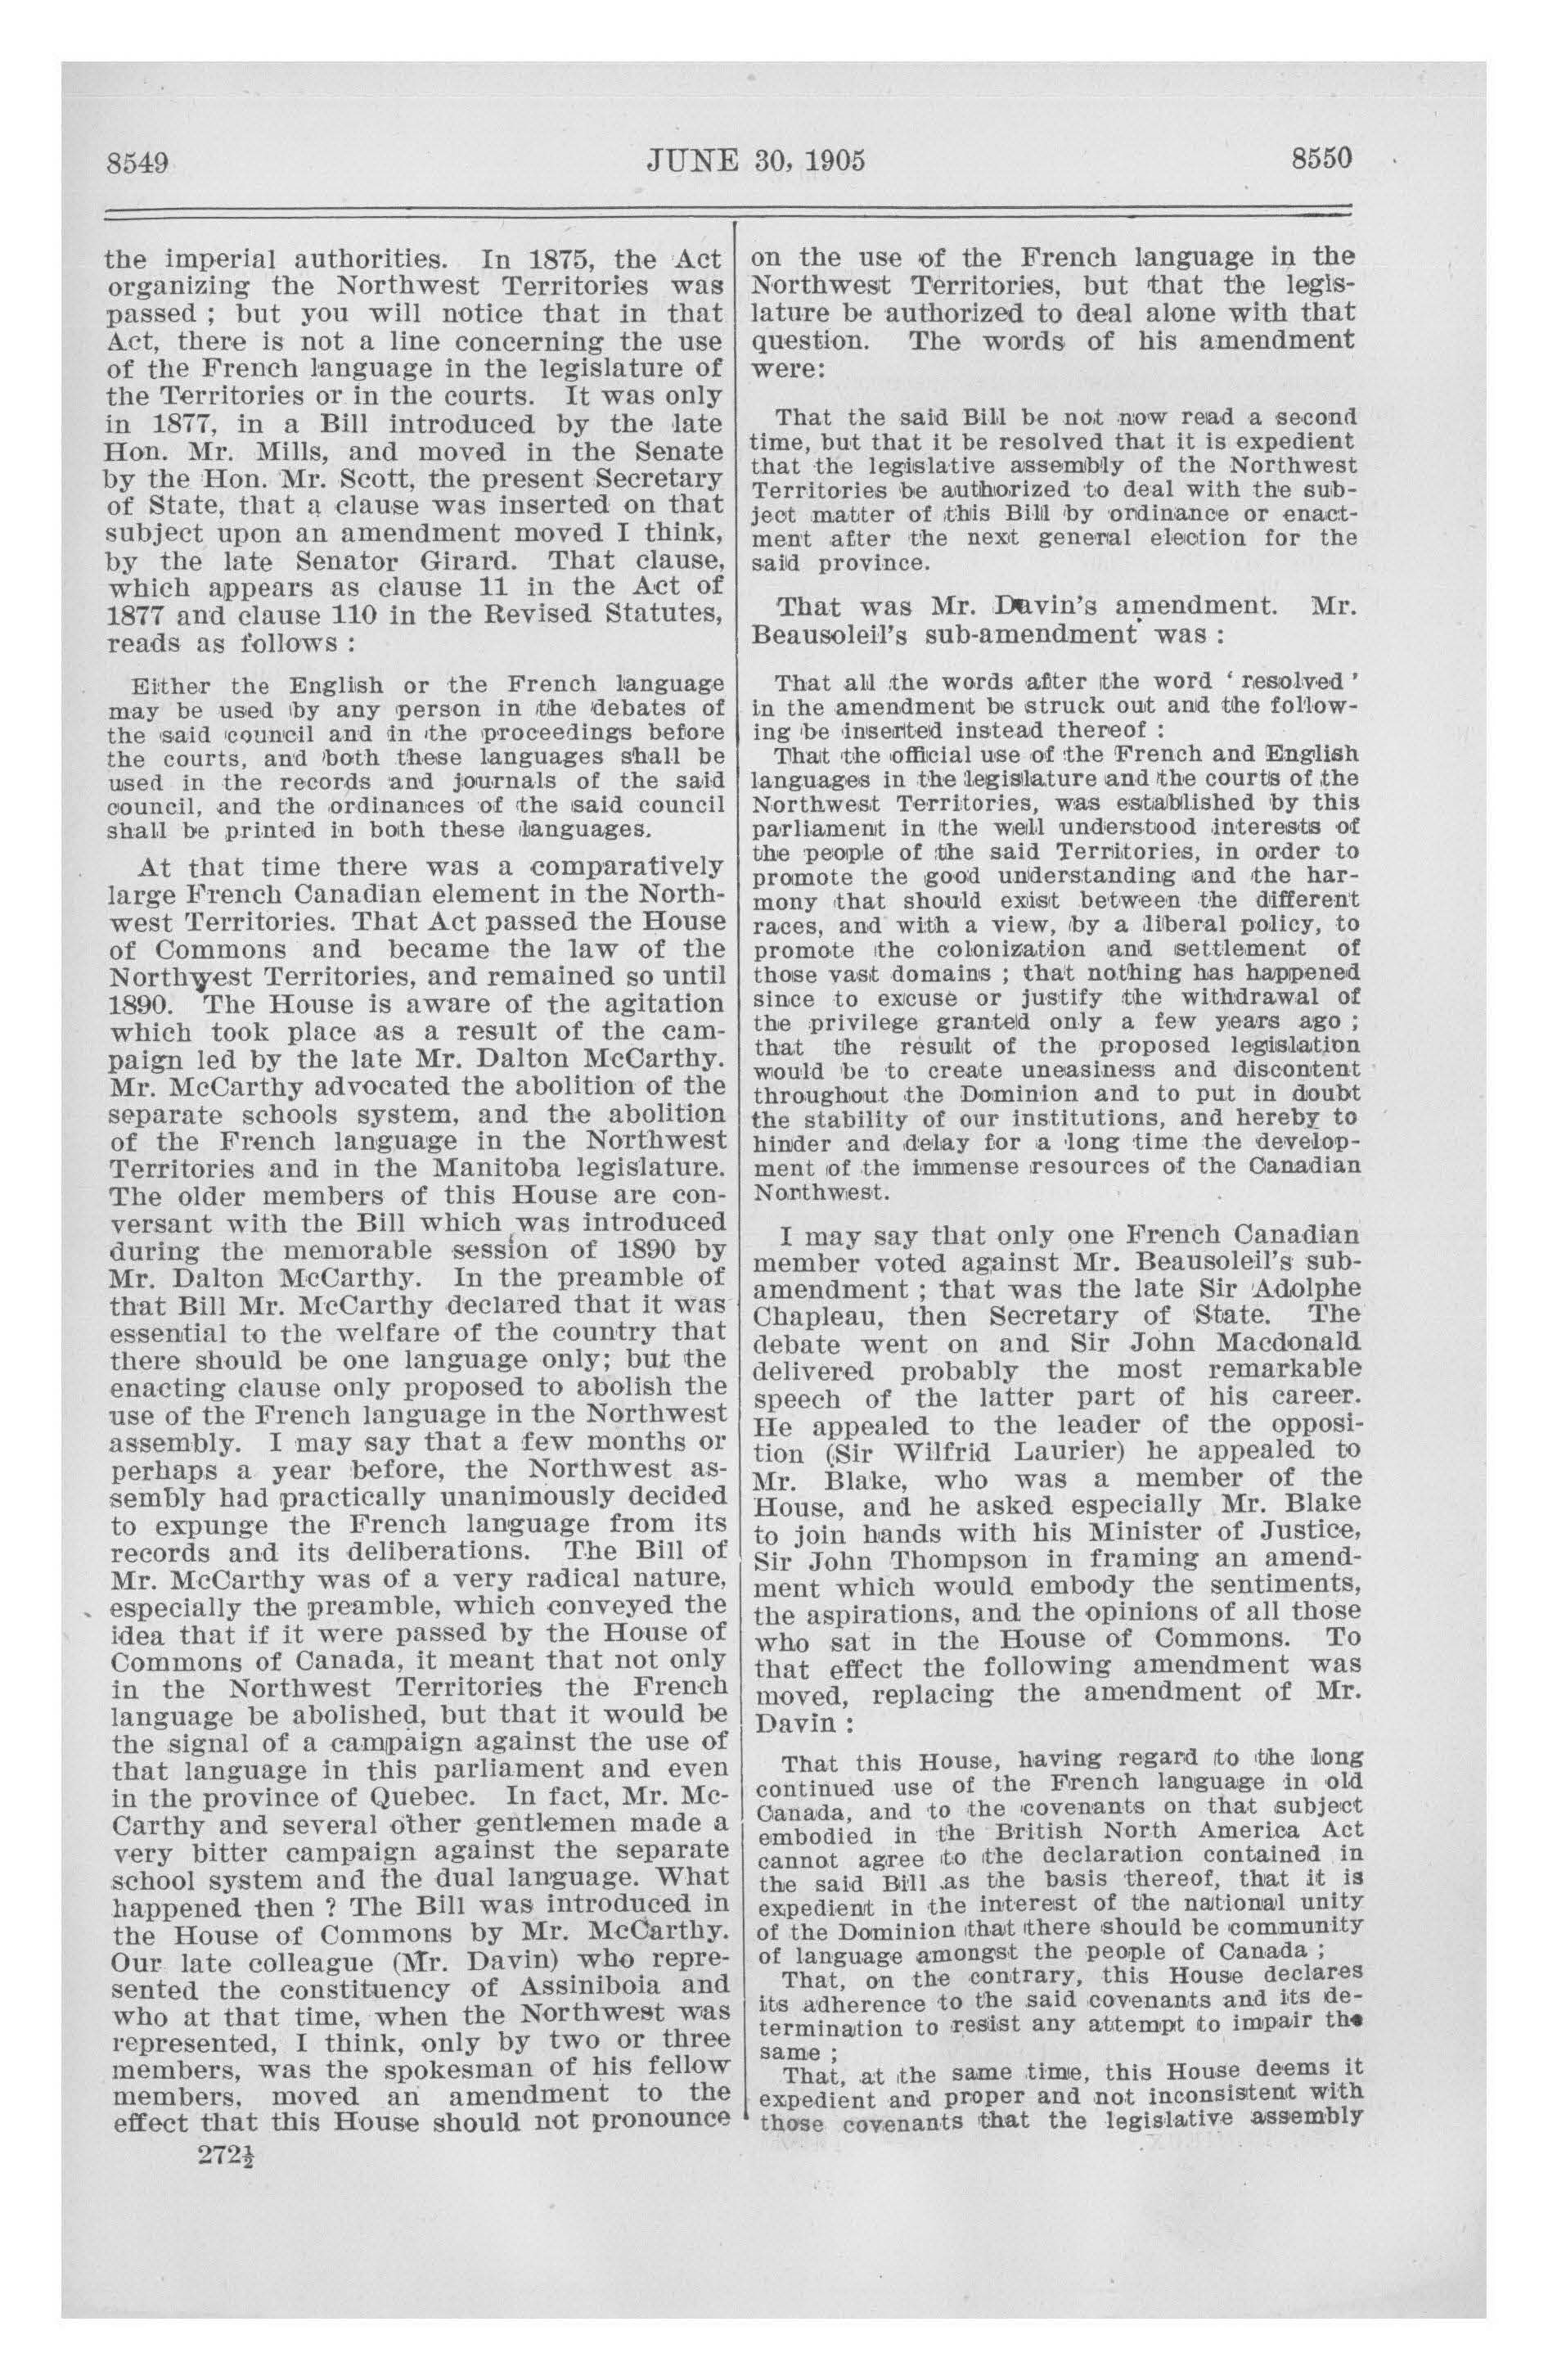 8549
JUNE 30, 1905
8550
the imperial authorities. In 1875, the Act
organizing the Northwest Territories was
passed ; but you will notice that in that
Act, there is not a line concerning the use
of the French language in the legislature of
the Territories or in the courts. It was only
in 1877, in a Bill introduced by the late
Hon. Mr. Mills, and moved in the Senate
by the Hon. Mr. Scott, the present Secretary
of State, that a clause was inserted on that
subject upon an amendment moved I think,
by the late Senator Girard. That clause,
which appears as clause 11 in the Act of
1877 and clause 110 in the Revised Statutes,
reads as follows :
Either the English or the French language
may be used by any person in the debates of
the said council and in the proceedings before
the courts, and both these languages shall be
used in the records and journals of the said
council, and the ordinances of the said council
shall be printed in both these languages.
At that time there was a comparatively
large French Canadian element in the North-
west Territories. That Act passed the House
of Commons and became the law of the
Northwest Territories, and remained so until
1890. The House is aware of the agitation
which took place as a result of the cam-
paign led by the late Mr. Dalton McCarthy.
Mr. McCarthy advocated the abolition of the
separate schools system, and the abolition
of the French language in the Northwest
Territories and in the Manitoba legislature.
The older members of this House are con-
versant with the Bill which was introduced
during the memorable session of 1890 by
Mr. Dalton McCarthy. In the preamble of
that Bill Mr. McCarthy declared that it was
essential to the welfare of the country that
there should be one language only; but the
enacting clause only proposed to abolish the
use of the French language in the Northwest
assembly. I may say that a few months or
perhaps a year before, the Northwest as-
sembly had practically unanimously decided
to expunge the French language from its
records and its deliberations. The Bill of
Mr. McCarthy was of a very radical nature,
especially the preamble, which conveyed the
idea that if it were passed by the House of
Commons of Canada, it meant that not only
in the Northwest Territories the French
language be abolished, but that it would be
the signal of a campaign against the use of
that language in this parliament and even
in the province of Quebec. In fact, Mr. Mc-
Carthy and several other gentlemen made a
very bitter campaign against the separate
school system and the dual language. What
happened then ? The Bill was introduced in
the House of Commons by Mr. McCarthy.
Our late colleague (Mr. Davin) who repre-
sented the constituency of Assiniboia and
who at that time, when the Northwest was
represented, I think, only by two or three
members, was the spokesman of his fellow
members, moved an amendment to the
effect that this House should not pronounce
272½
on the use of the French language in the
Northwest Territories, but that the legis-
lature be authorized to deal alone with that
question. The words of his amendment
were:
That the said Bill be not now read a second
time, but that it be resolved that it is expedient
that the legislative assembly of the Northwest
Territories be authorized to deal with the sub-
ject matter of this Bill by ordinance or enact-
ment after the next general election for the
said province.
That was Mr. Davin's amendment. Mr.
Beausoleil's sub-amendment was :
That all the words after the word ' resolved '
in the amendment be struck out and the follow-
ing be inserted instead thereof :
That the official use of the French and English
languages in the legislature and the courts of the
Northwest Territories, was established by this
parliament in the well understood interests of
the people of the said Territories, in order to
promote the good understanding and the har-
mony that should exist between the different
races, and with a view, by a liberal policy, to
promote the colonization and settlement of
those vast domains ; that nothing has happened
since to excuse or justify the withdrawal of
the privilege granted only a few years ago ;
that the result of the proposed legislation
would be to create uneasiness and discontent
throughout the Dominion and to put in doubt
the stability of our institutions, and hereby to
hinder and delay for a long time the develop-
ment of the immense resources of the Canadian
Northwest.
I may say that only one French Canadian
member voted against Mr. Beausoleil's sub-
amendment ; that was the late Sir Adolphe
Chapleau, then Secretary of State. The
debate went on and Sir John Macdonald
delivered probably the most remarkable
speech of the latter part of his career.
He appealed to the leader of the opposi-
tion (Sir Wilfrid Laurier) he appealed to
Mr. Blake, who was a member of the
House, and he asked especially Mr. Blake
to join hands with his Minister of Justice,
Sir John Thompson in framing an amend-
ment which would embody the sentiments,
the aspirations, and the opinions of all those
who sat in the House of Commons. To
that effect the following amendment was
moved, replacing the amendment of Mr.
Davin :
That this House, having regard to the long
continued use of the French language in old
Canada, and to the covenants on that subject
embodied in the British North America Act
cannot agree to the declaration contained in
the said Bill as the basis thereof, that it is
expedient in the interest of the national unity
of the Dominion that there should be community
of language amongst the people of Canada ;
That, on the contrary, this House declares
its adherence to the said covenants and its de-
termination to resist any attempt to impair the
same ;
That, at the same time, this House deems it
expedient and proper and not inconsistent with
those covenants that the legislative assembly